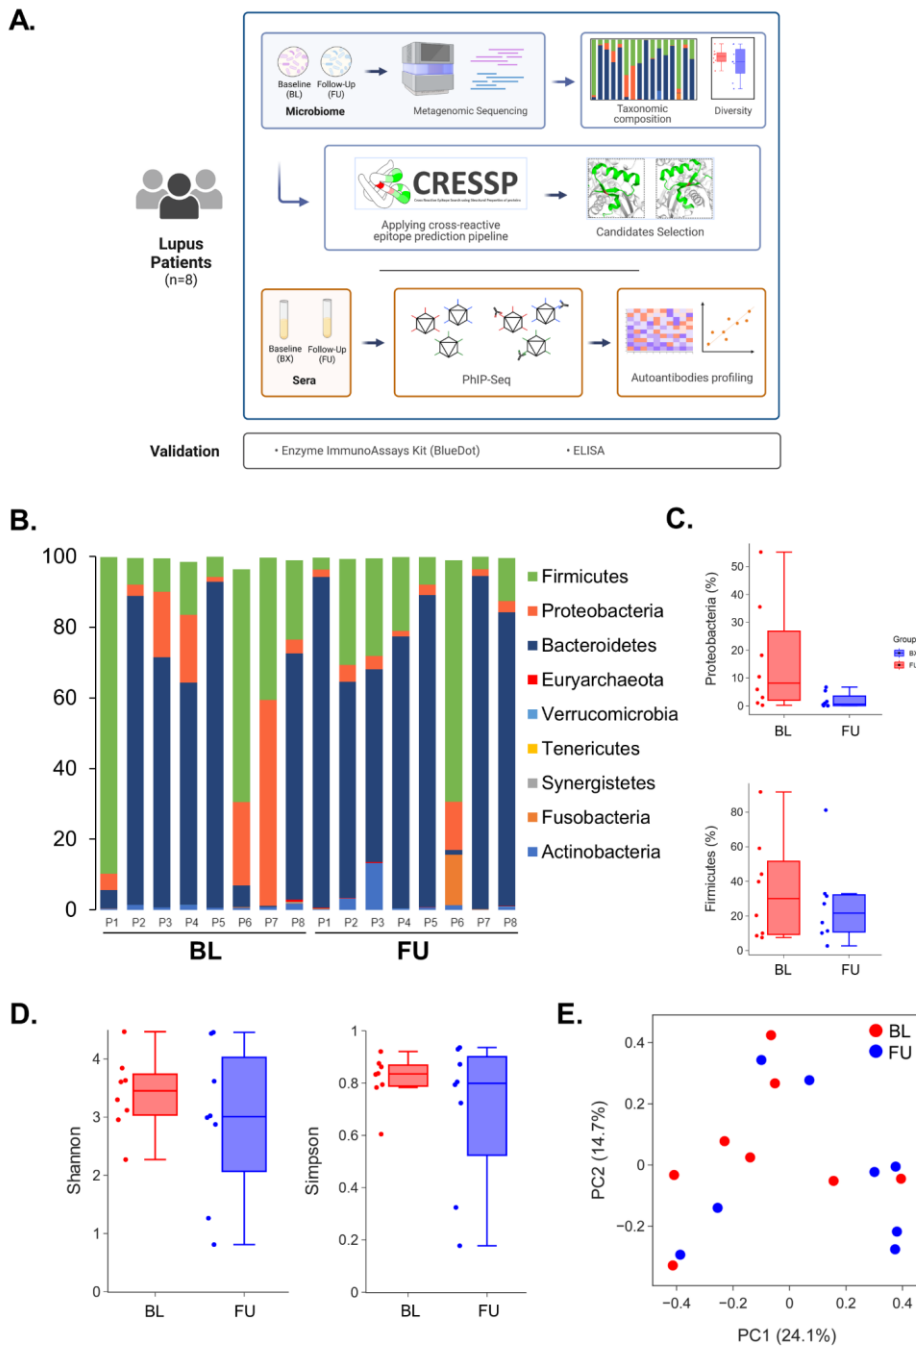 A.
Baseline
(BL)
Follow-Up
(FU)
Microbiome
Metagenomic Sequencing
Taxonomic
composition
Diversity
Lupus
Patients
(n=8)
CRESSP
Applying cross-reactive
epitope prediction pipeline
Candidates Selection
Baseline
(BX)
Follow-Up
(FU)
Sera
PhIP-Seq
Autoantibodies profiling
Validation
• Enzyme ImmunoAssays Kit (BlueDot)
• ELISA
B.
100
80
60
40
20
0
P1 P2 P3 P4 P5 P6 P7 P8 P1 P2 P3 P4 P5 P6 P7 P8
BL FU
Firmicutes
Proteobacteria
Bacteroidetes
Euryarchaeota
Verrucomicrobia
Tenericutes
Synergistetes
Fusobacteria
Actinobacteria
C.
Proteobacteria (%)
50
40
30
20
10
0
BL FU
Group
BX
FU
Firmicutes (%)
80
60
40
20
0
BL FU
D.
Shannon
4
3
2
1
0
BL FU
Simpson
1
0.8
0.6
0.4
0.2
0
BL FU
E.
BL
FU
PC2 (14.7%)
0.4
0.2
0
−0.2
−0.4 −0.2 0 0.2 0.4
PC1 (24.1%)